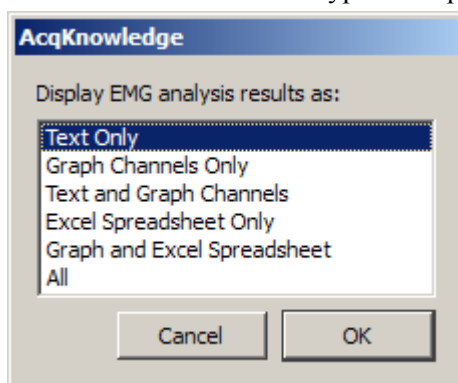 AcqKnowledge
Display EMG analysis results as:
Text Only
Graph Channels Only
Text and Graph Channels
Excel Spreadsheet Only
Graph and Excel Spreadsheet
All
Cancel OK